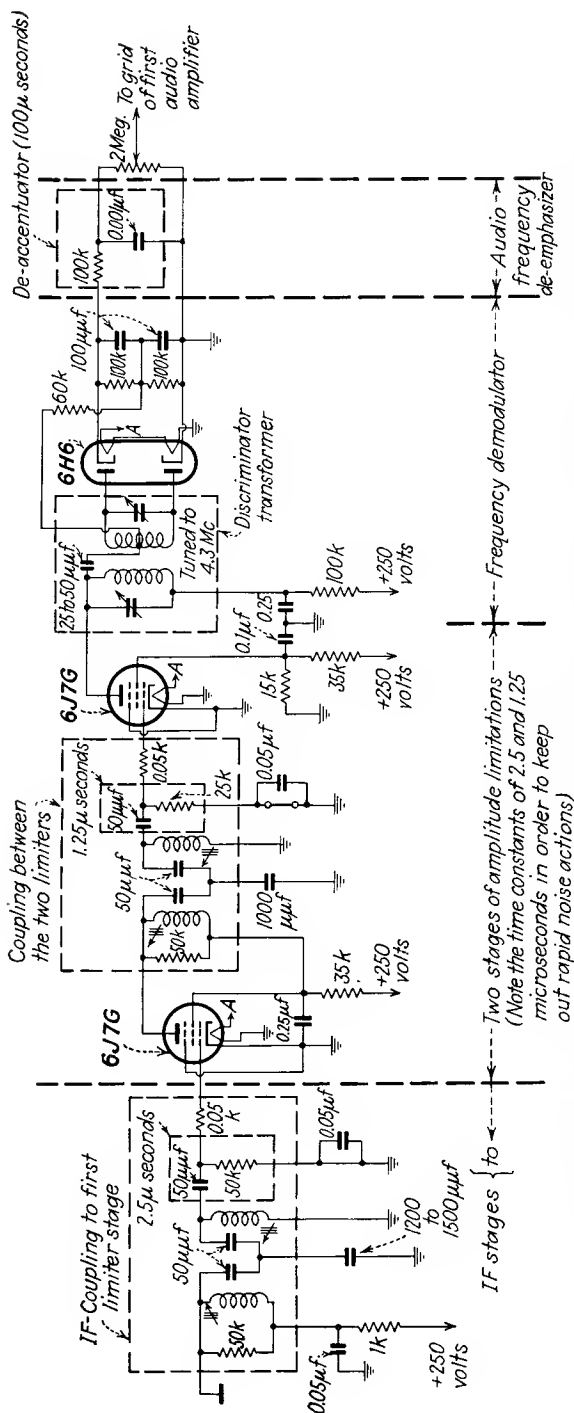 IF-Coupling to first
limiter stage
2.5μ seconds
50μμf
50k
50μμf
50k
0.05
k
0.05μf
1200
to
1500μμf
0.05μf
1k
+250
volts
IF stages
to
Coupling between
the two limiters
1.25μ seconds
6J7G
A
0.25μf
35k
+250
volts
50k
50μμf
1000
μμf
50μμf
25k
0.05μf
0.05k
6J7G
A
15k
0.1μf
0.25
35k
+250
volts
100k
+250
volts
Two stages of amplitude limitations
(Note the time constants of 2.5 and 1.25
microseconds in order to keep
out rapid noise actions)
25to50μμf
Tuned to
4.3 Mc
Discriminator
transformer
6H6
A
60k
100μμf
100k
100k
Frequency demodulator
De-accentuator (100μ seconds)
100k
0.001μf
2Meg.
To grid
of first
audio
amplifier
Audio
frequency
de-emphasizer